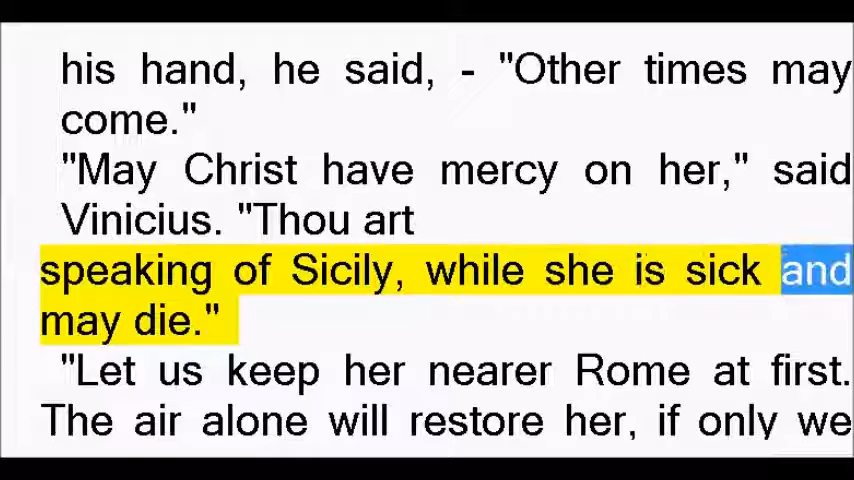 his hand, he said, - "Other times may
come."
"May Christ have mercy on her," said
Vinicius. "Thou art
speaking of Sicily, while she is sick and
may die."
"Let us keep her nearer Rome at first.
The air alone will restore her, if only we